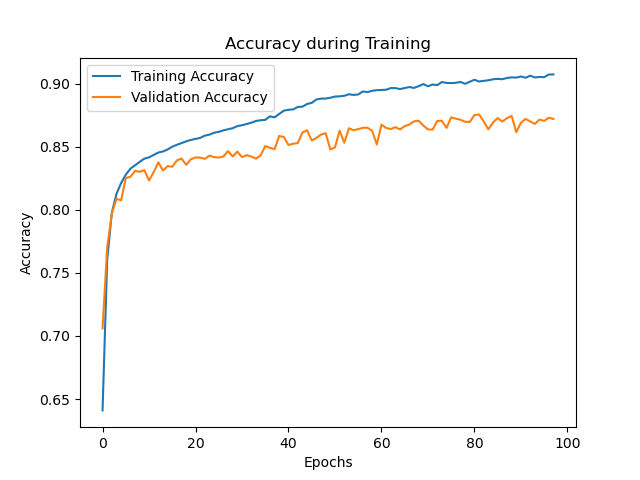 Accuracy during Training
Training Accuracy
Validation Accuracy
0.90
0.85
0.80
0.75
0.70
0.65
Accuracy
0 20 40 60 80 100
Epochs